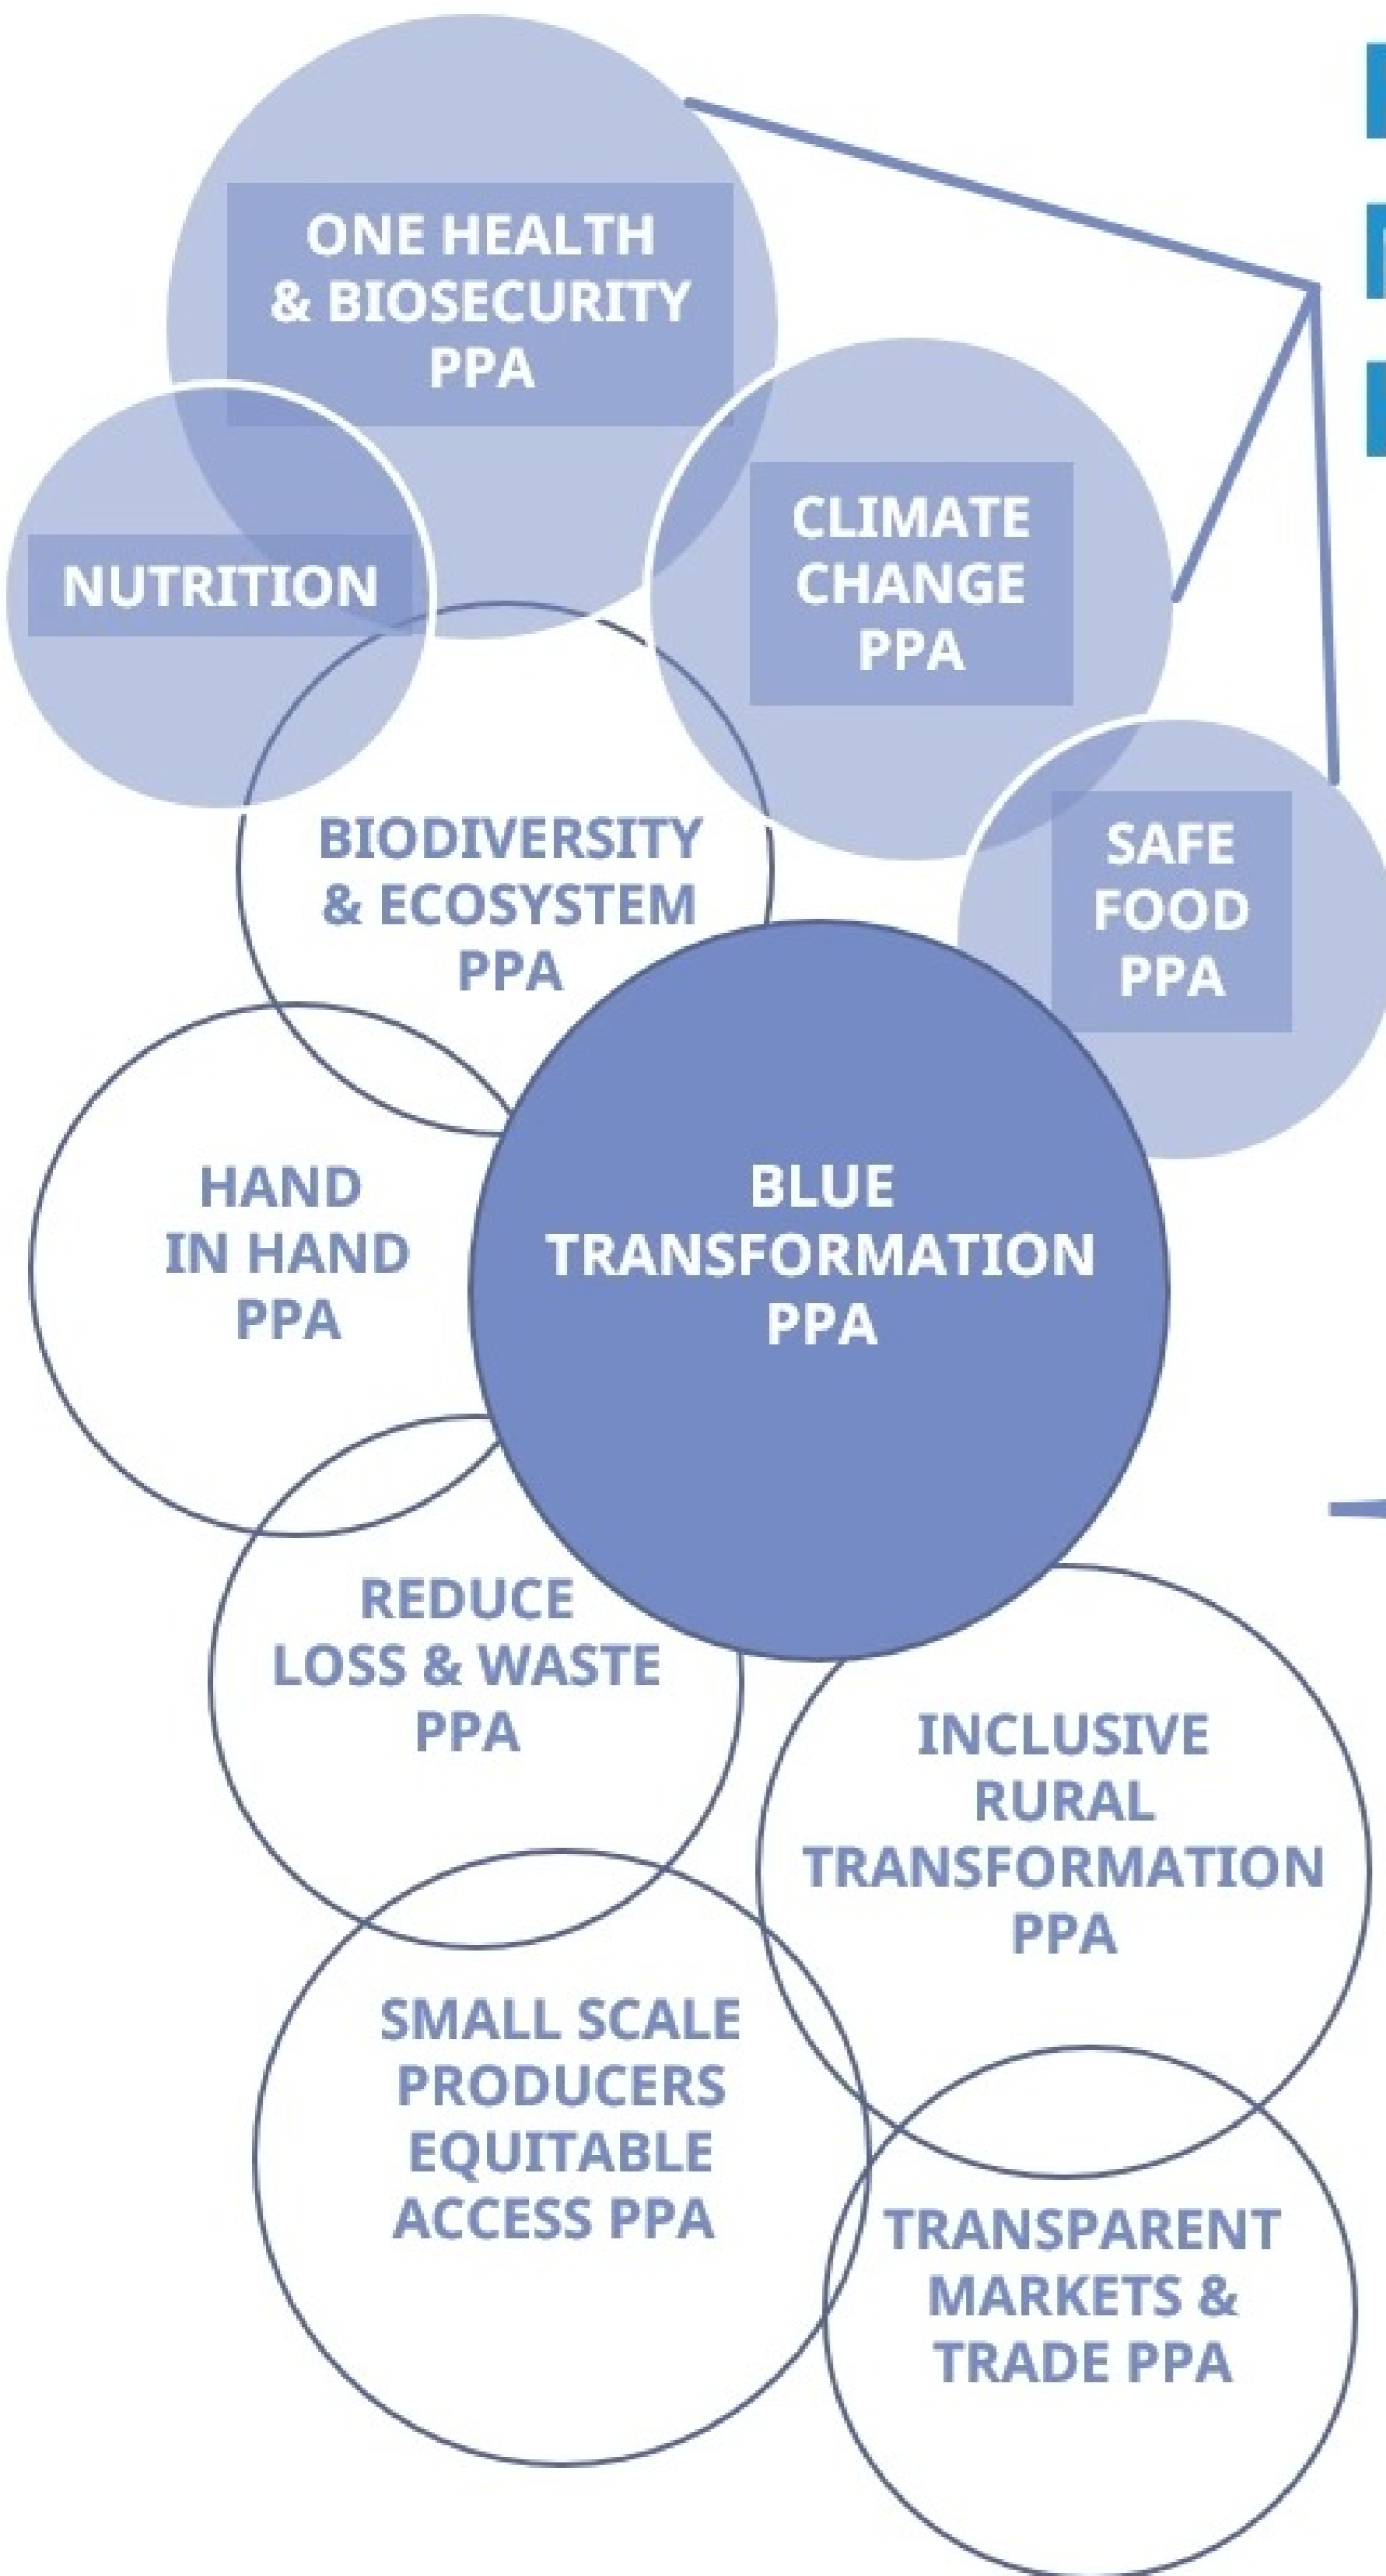 ONE HEALTH
& BIOSECURITY
PPA
NUTRITION
CLIMATE
CHANGE
PPA
SAFE
FOOD
PPA
BIODIVERSITY
& ECOSYSTEM
PPA
HAND
IN HAND
PPA
BLUE
TRANSFORMATION
PPA
REDUCE
LOSS & WASTE
PPA
INCLUSIVE
RURAL
TRANSFORMATION
PPA
SMALL SCALE
PRODUCERS
EQUITABLE
ACCESS PPA
TRANSPARENT
MARKETS &
TRADE PPA